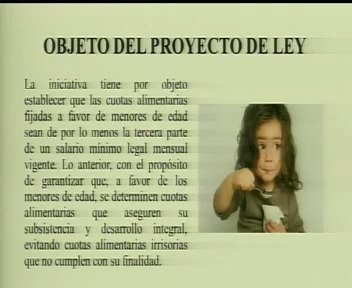 OBJETO DEL PROYECTO DE LEY
La iniciativa tiene por objeto
establecer que las cuotas alimentarias
fijadas a favor de menores de edad
sean de por lo menos la tercera parte
de un salario mínimo legal mensual
vigente. Lo anterior, con el propósito
de garantizar que, a favor de los
menores de edad, se determinen cuotas
alimentarias que aseguren su
subsistencia y desarrollo integral,
evitando cuotas alimentarias irrisorias
que no cumplen con su finalidad.